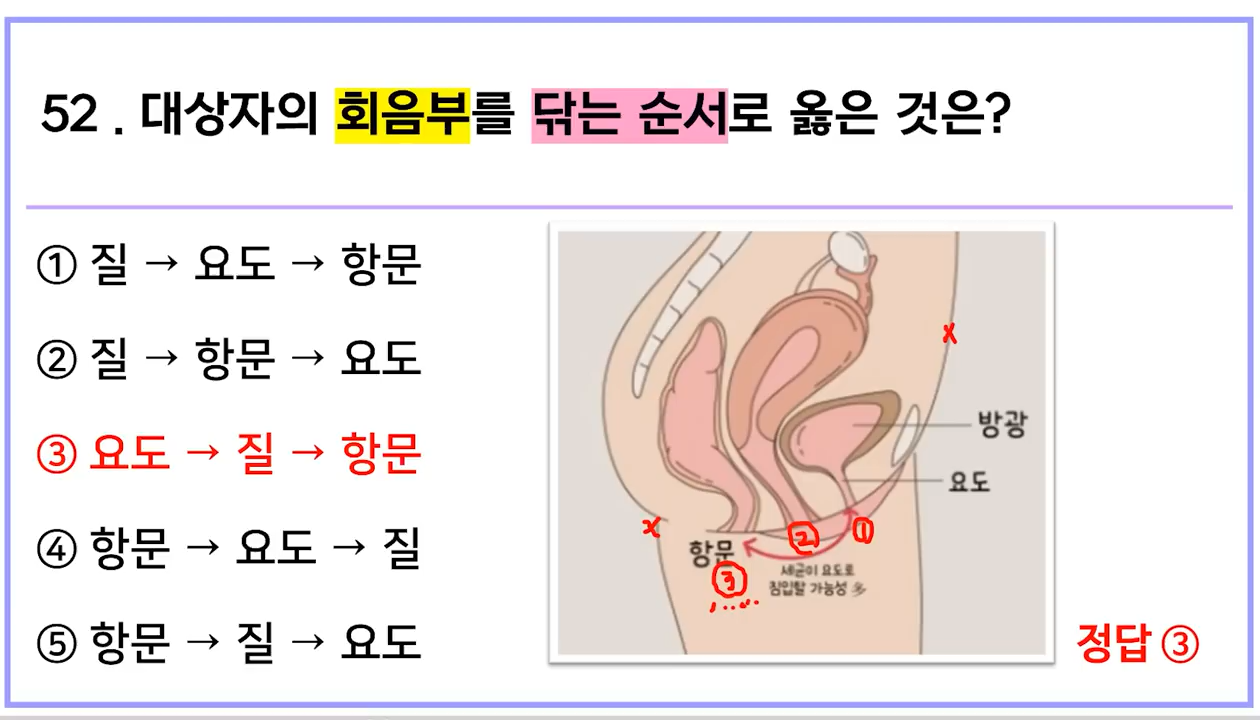 52 . 대상자의 회음부를 닦는 순서로 옳은 것은?
① 질 → 요도 → 항문
② 질 → 항문 → 요도
③ 요도 → 질 → 항문
④ 항문 → 요도 → 질
⑤ 항문 → 질 → 요도
x
방광
요도
x
②
①
항문
세균이 요도로
침입할 가능성 多
③
정답 ③